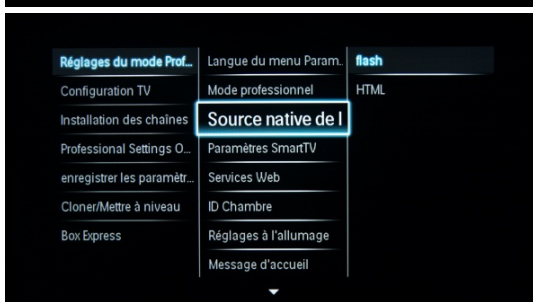 Réglages du mode Prof...
Configuration TV
Installation des chaînes
Professional Settings O...
enregistrer les paramètr...
Cloner/Mettre à niveau
Box Express
Langue du menu Param..
Mode professionnel
Source native de l
Paramètres SmartTV
Services Web
ID Chambre
Réglages à l'allumage
Message d'accueil
flash
HTML